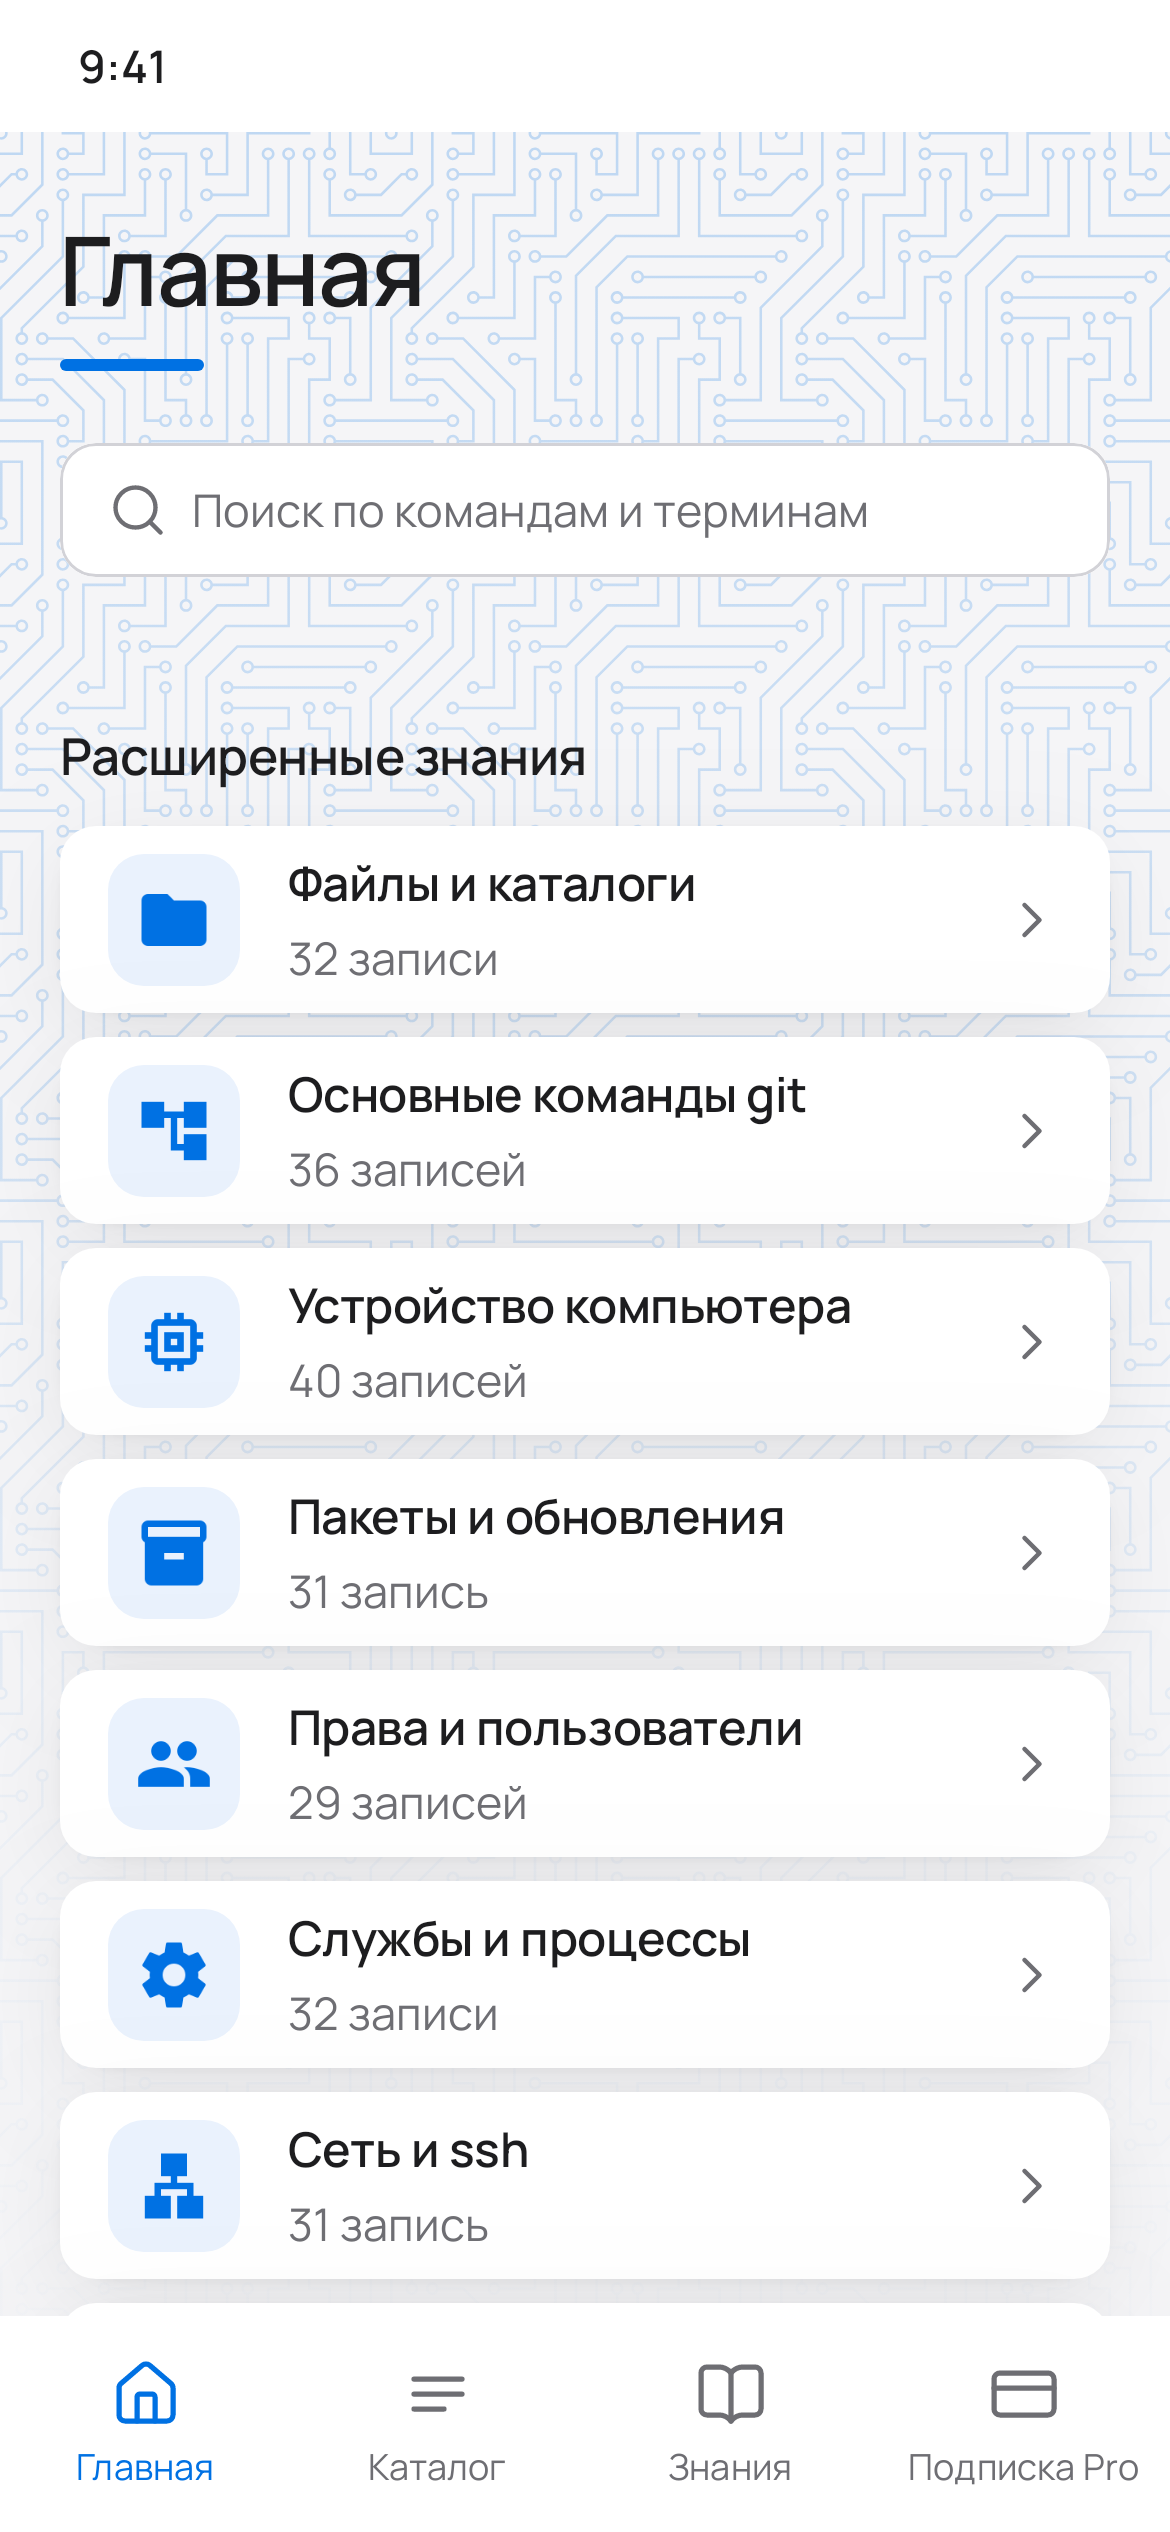 9:41
Главная
Поиск по командам и терминам
Расширенные знания
Файлы и каталоги
32 записи
Основные команды git
36 записей
Устройство компьютера
40 записей
Пакеты и обновления
31 запись
Права и пользователи
29 записей
Службы и процессы
32 записи
Сеть и ssh
31 запись
Главная
Каталог
Знания
Подписка Pro